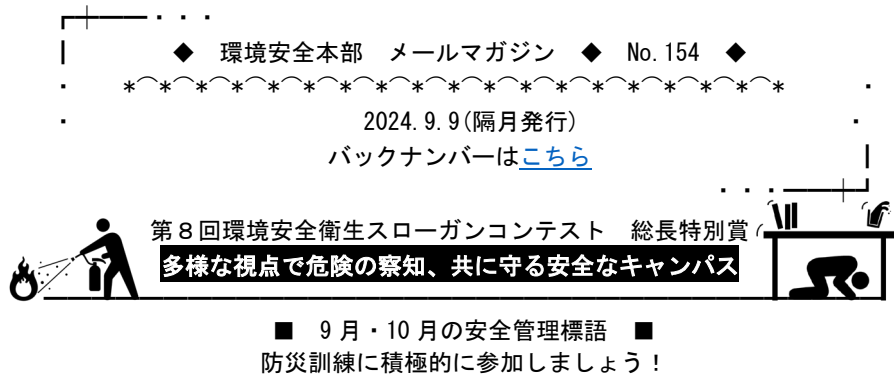 ◆ 環境安全本部 メールマガジン ◆ No.154 ◆
*⌒*⌒*⌒*⌒*⌒*⌒*⌒*⌒*⌒*⌒*⌒*⌒*⌒*⌒*⌒*⌒*⌒*⌒*
2024.9.9(隔月発行)
バックナンバーはこちら
第8回環境安全衛生スローガンコンテスト 総長特別賞
多様な視点で危険の察知、共に守る安全なキャンパス
■ 9月・10月の安全管理標語 ■
防災訓練に積極的に参加しましょう!